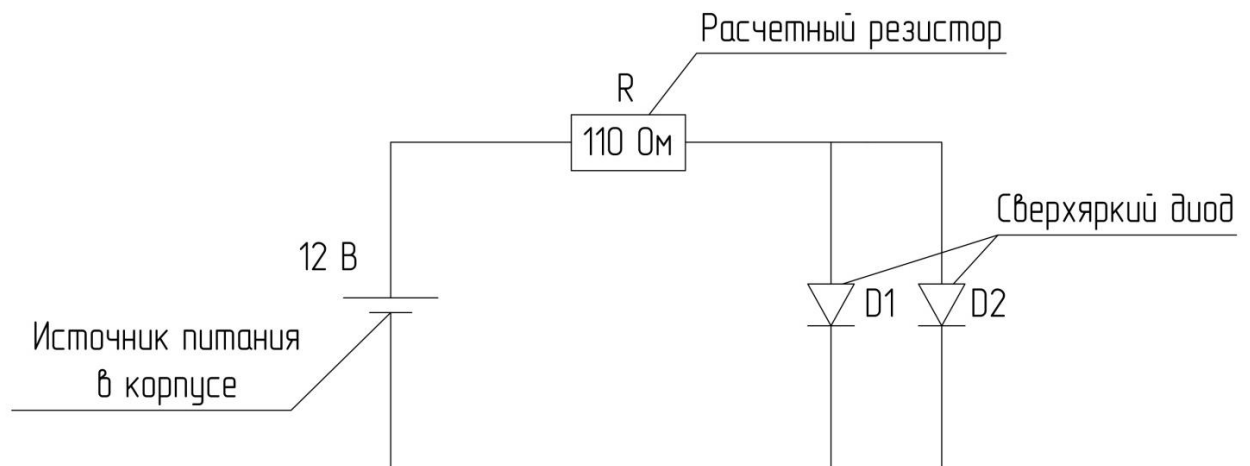 Расчетный резистор
R
110 Ом
Сверхяркий диод
12 В
D1
D2
Источник питания
в корпусе